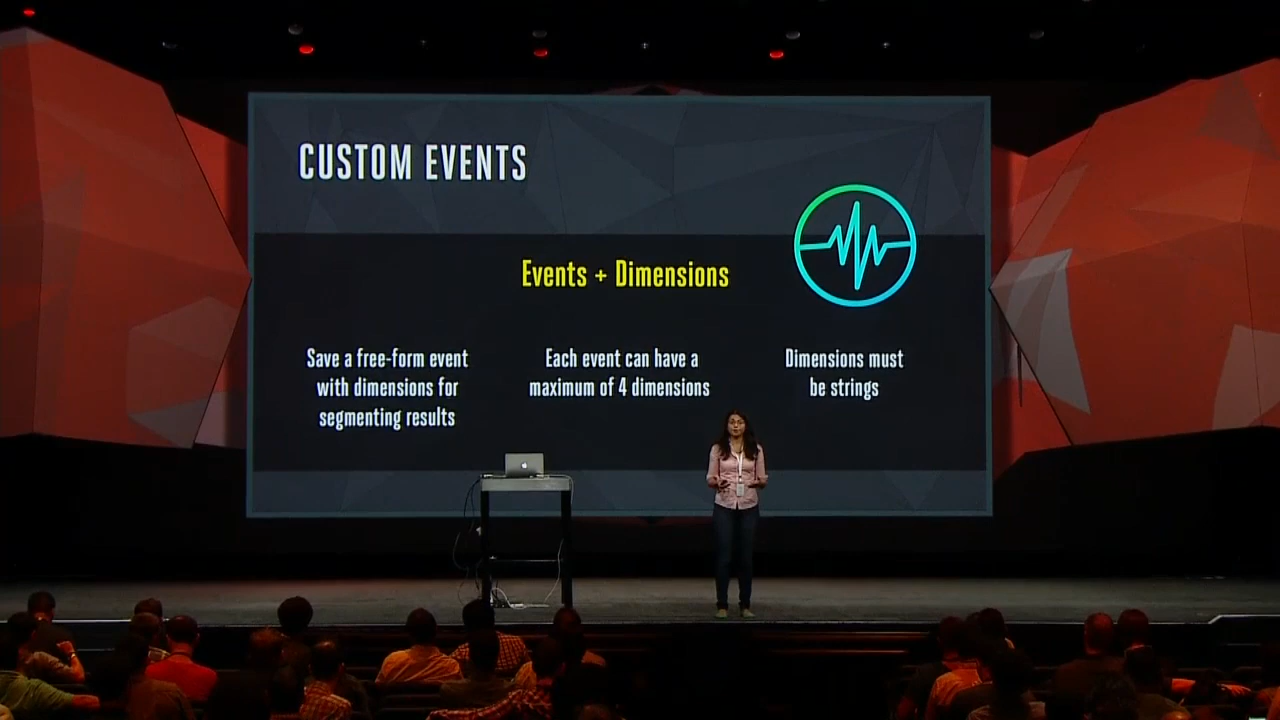 CUSTOM EVENTS
Events + Dimensions
Save a free-form event
with dimensions for
segmenting results
Each event can have a
maximum of 4 dimensions
Dimensions must
be strings